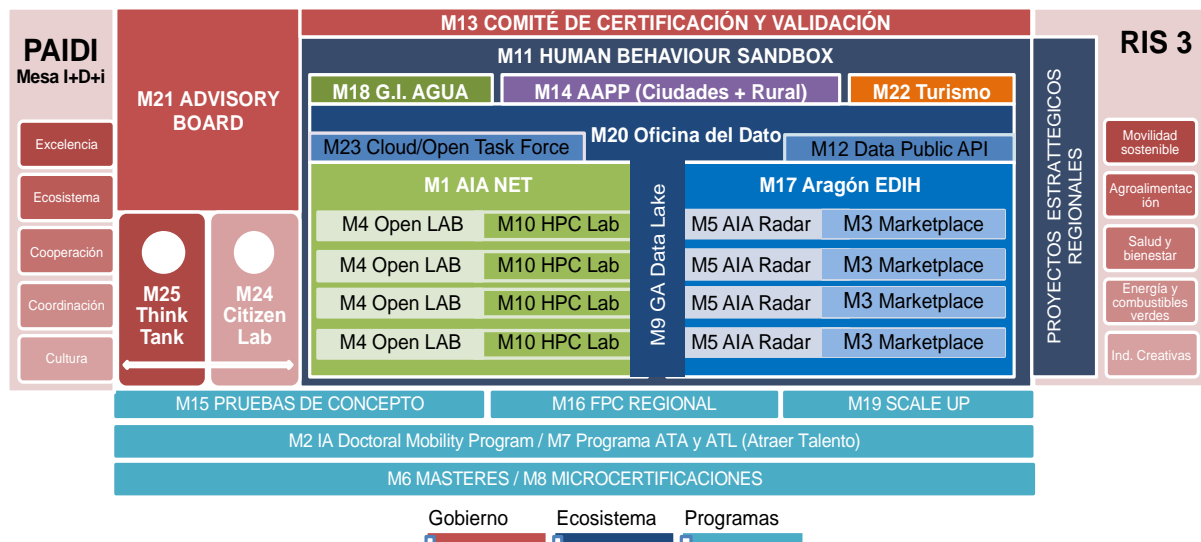 PAIDI
Mesa I+D+i
Excelencia
Ecosistema
Cooperación
Coordinación
Cultura
M21 ADVISORY
BOARD
M25
Think
Tank
M24
Citizen
Lab
M13 COMITÉ DE CERTIFICACIÓN Y VALIDACIÓN
M11 HUMAN BEHAVIOUR SANDBOX
M18 G.I. AGUA
M14 AAPP (Ciudades + Rural)
M22 Turismo
M20 Oficina del Dato
M23 Cloud/Open Task Force
M12 Data Public API
M1 AIA NET
M4 Open LAB
M10 HPC Lab
M4 Open LAB
M10 HPC Lab
M4 Open LAB
M10 HPC Lab
M4 Open LAB
M10 HPC Lab
M9 GA Data Lake
M17 Aragón EDIH
M5 AIA Radar
M3 Marketplace
M5 AIA Radar
M3 Marketplace
M5 AIA Radar
M3 Marketplace
M5 AIA Radar
M3 Marketplace
PROYECTOS ESTRATTEGICOS
REGIONALES
RIS 3
Movilidad
sostenible
Agroalimentac
ión
Salud y
bienestar
Energía y
combustibles
verdes
Ind. Creativas
M15 PRUEBAS DE CONCEPTO
M16 FPC REGIONAL
M19 SCALE UP
M2 IA Doctoral Mobility Program / M7 Programa ATA y ATL (Atraer Talento)
M6 MASTERES / M8 MICROCERTIFICACIONES
Gobierno
Ecosistema
Programas